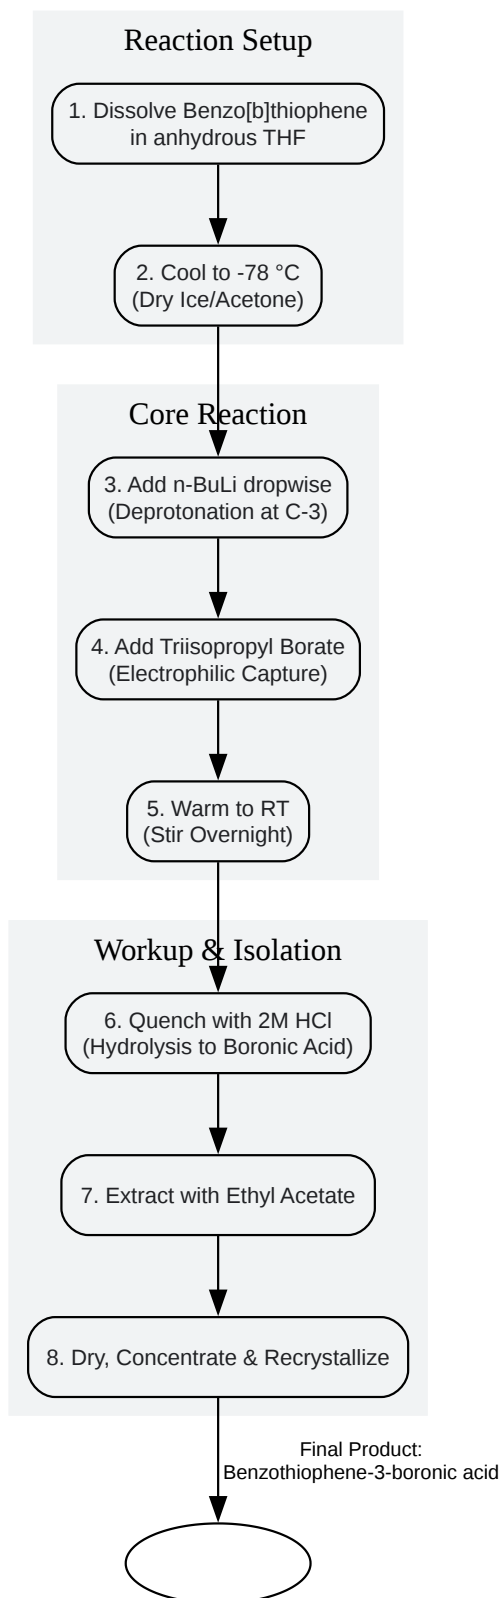 Reaction Setup
1. Dissolve Benzo[b]thiophene
in anhydrous THF
2. Cool to -78 °C
(Dry Ice/Acetone)
Core Reaction
3. Add n-BuLi dropwise
(Deprotonation at C-3)
4. Add Triisopropyl Borate
(Electrophilic Capture)
5. Warm to RT
(Stir Overnight)
Workup & Isolation
6. Quench with 2M HCl
(Hydrolysis to Boronic Acid)
7. Extract with Ethyl Acetate
8. Dry, Concentrate & Recrystallize
Final Product:
Benzothiophene-3-boronic acid